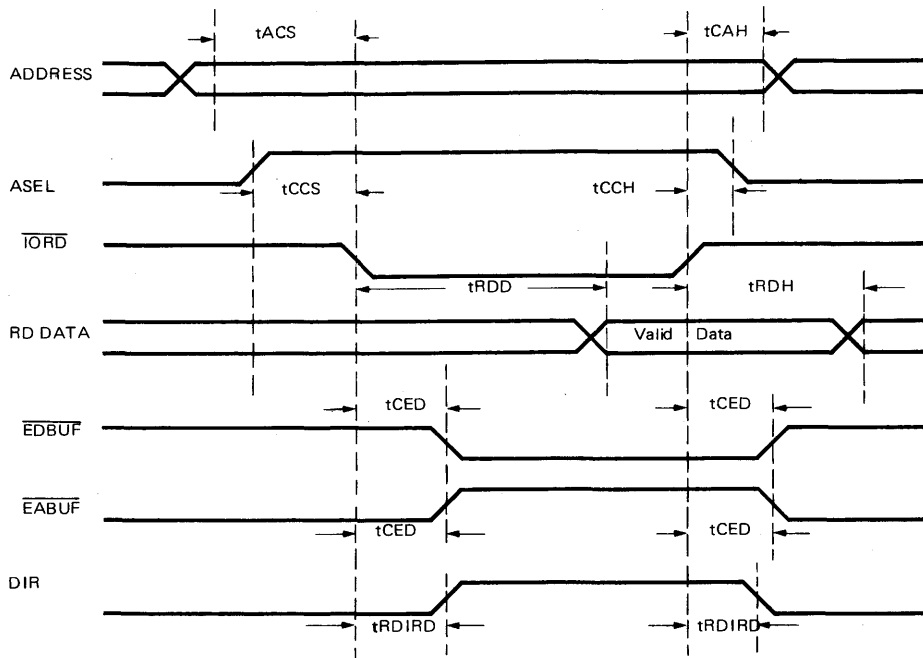 tACS
tCAH
ADDRESS
ASEL
tCCS
tCCH
IORD
tRDD
tRDH
RD DATA
Valid Data
tCED
tCED
EDBUF
EABUF
tCED
tCED
DIR
tRDIRD
tRDIRD